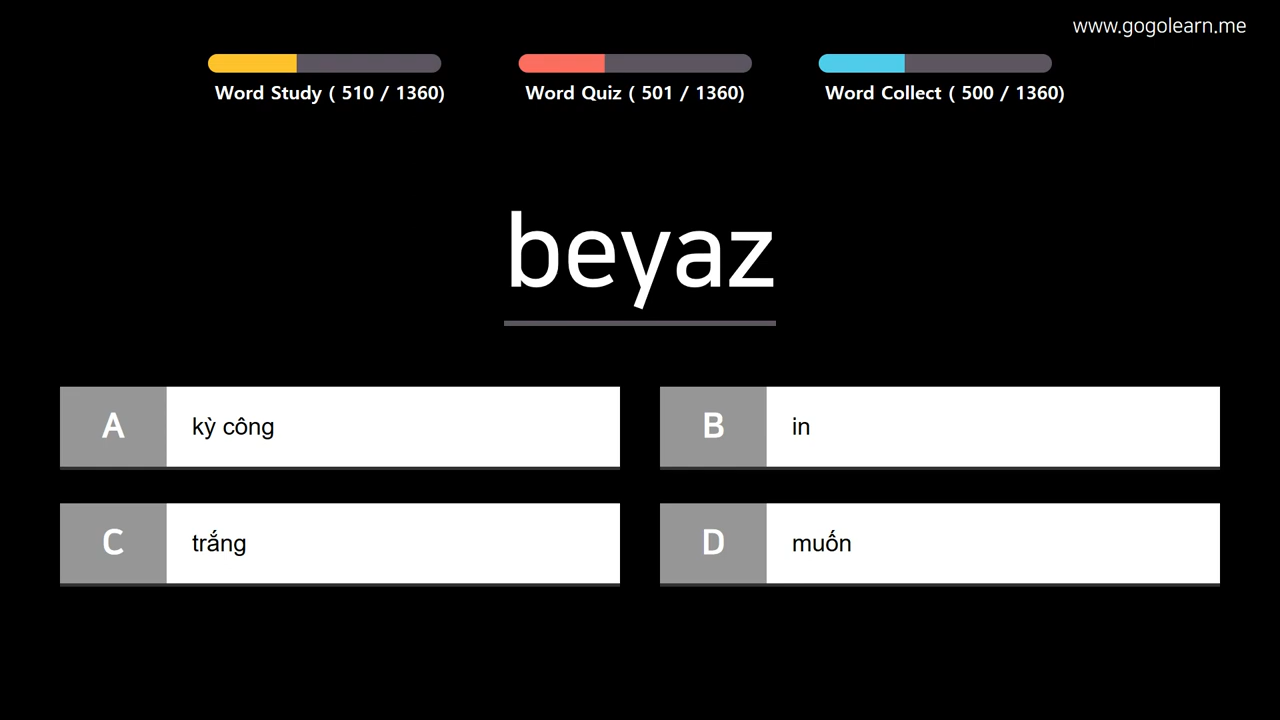 www.gogolearn.me
Word Study ( 510 / 1360)
Word Quiz ( 501 / 1360)
Word Collect ( 500 / 1360)
beyaz
A kỳ công
B in
C trắng
D muốn